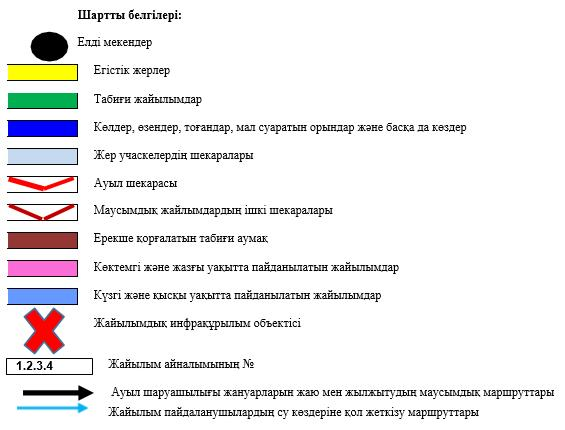 Шартты белгілері:
Елді мекендер
Егістік жерлер
Табиғи жайылымдар
Көлдер, өзендер, тоғандар, мал суаратын орындар және басқа да көздер
Жер учаскелердің шекаралары
Ауыл шекарасы
Маусымдық жайлымдардың ішкі шекаралары
Ерекше қорғалатын табиғи аумақ
Көктемгі және жазғы уақытта пайданылатын жайылымдар
Күзгі және қысқы уақытта пайданылатын жайылымдар
Жайылымдық инфрақұрылым объектісі
1.2.3.4 Жайылым айналымының №
Ауыл шаруашылығы жануарларын жаю мен жылжытудың маусымдық маршруттары
Жайылым пайдаланушылардың су көздеріне қол жеткізу маршруттары